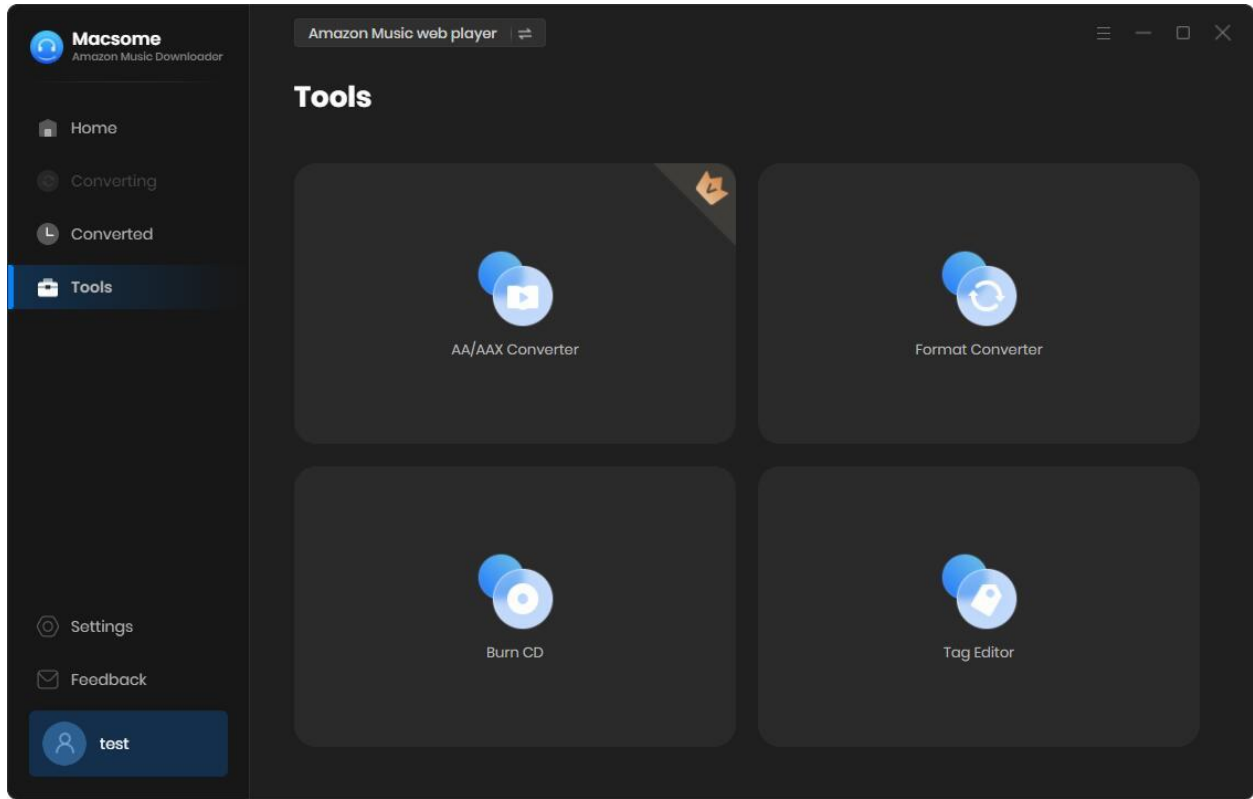 Macsome
Amazon Music Downloader
Amazon Music web player
Tools
Home
Converting
Converted
Tools
AA/AAX Converter
Format Converter
Burn CD
Tag Editor
Settings
Feedback
test